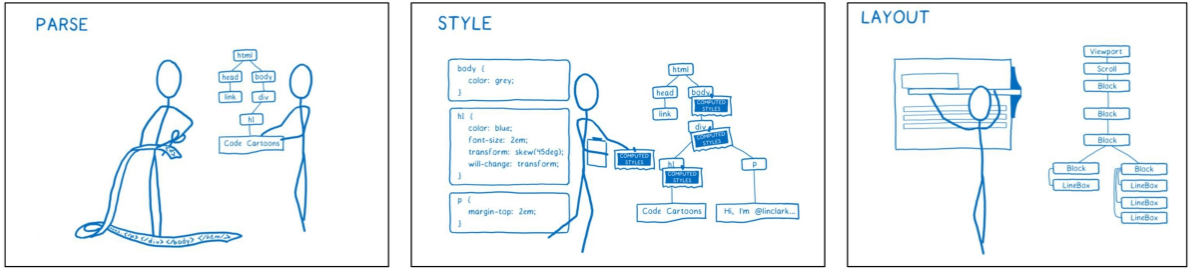 PARSE
html
head body
link div
h1
Code Cartoons
<p></div></body></html>
STYLE
body {
color: grey;
}
h1 {
color: blue;
font-size: 2em;
transform: skew(45deg);
will-change: transform;
}
p {
margin-top: 2em;
}
COMPUTED
STYLES
html
head body
COMPUTED
STYLES
link
div
COMPUTED
STYLES
h1 p
COMPUTED
STYLES
Code Cartoons Hi, I'm @linclark...
LAYOUT
Viewport
Scroll
Block
Block
Block
Block Block
LineBox LineBox
LineBox
LineBox